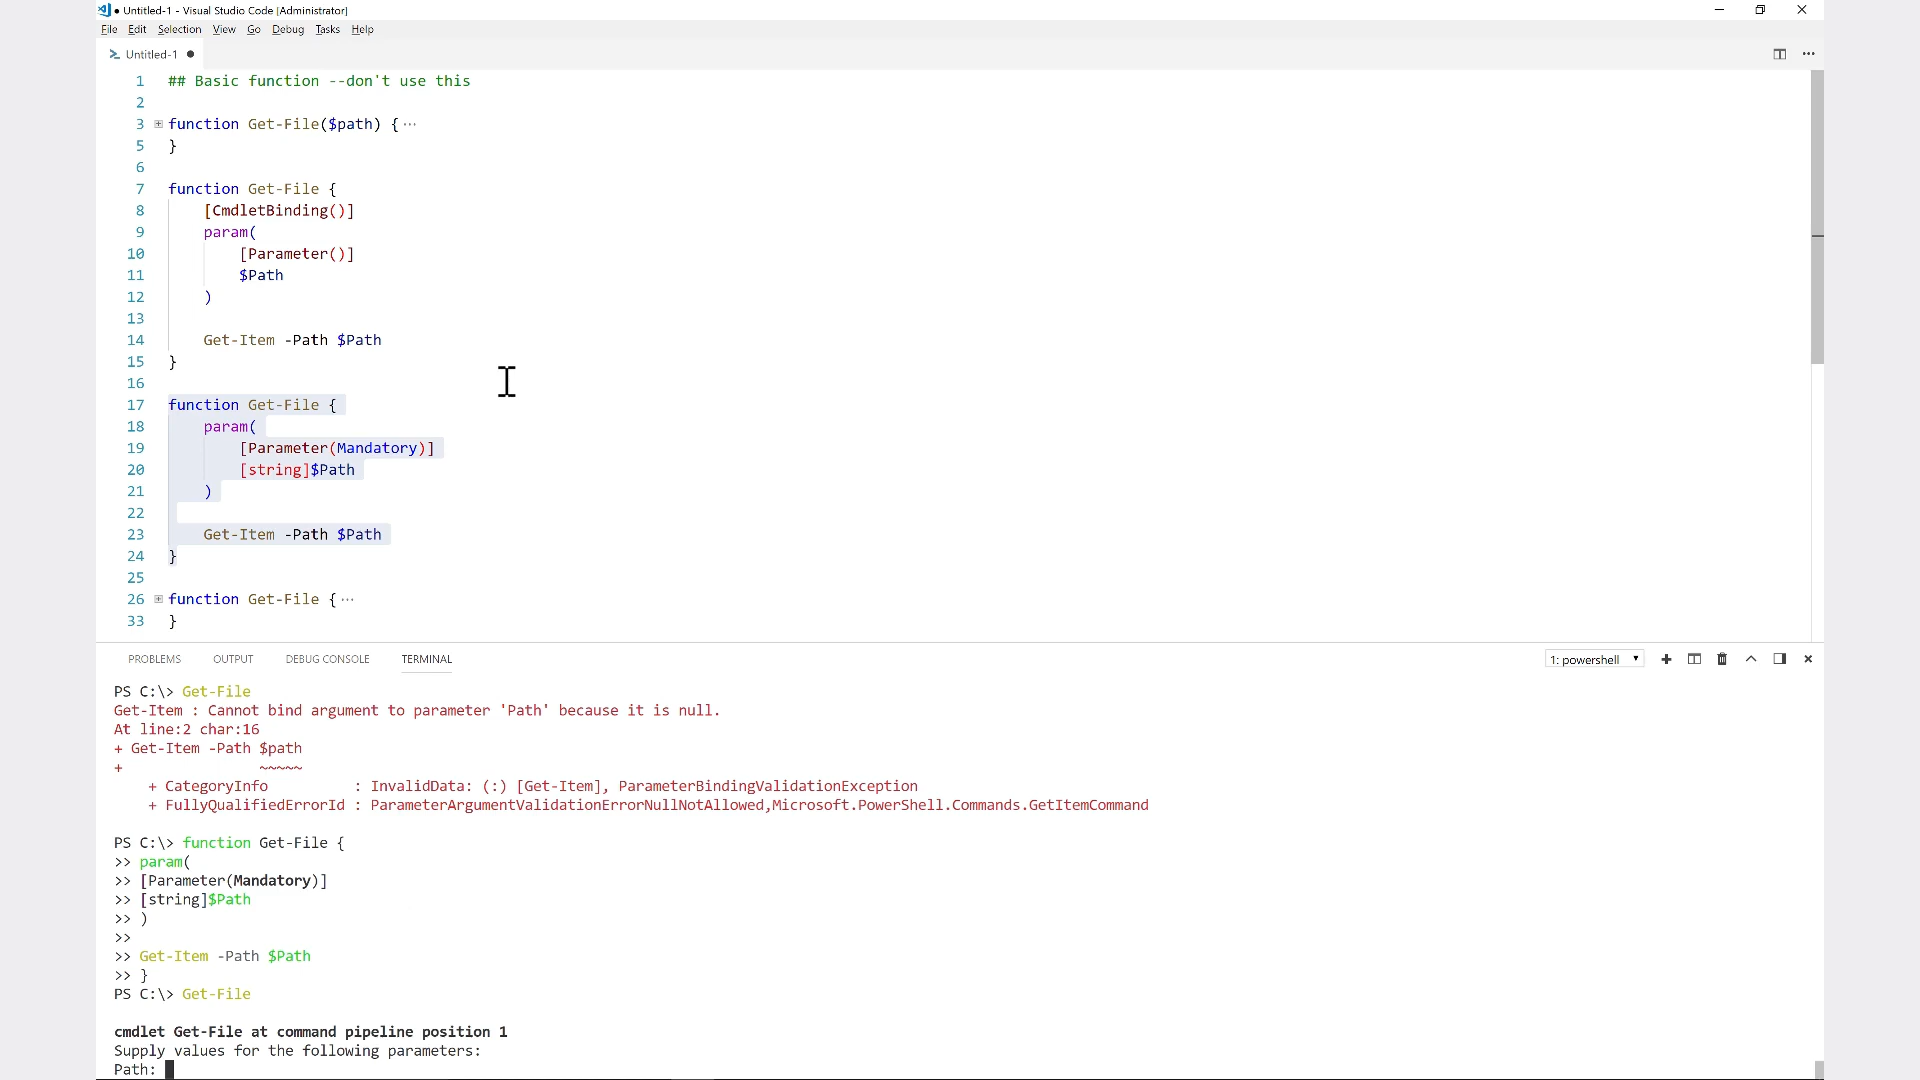 ● Untitled-1 - Visual Studio Code [Administrator]
File Edit Selection View Go Debug Tasks Help
Untitled-1 ●
1 ## Basic function --don't use this
2
3 function Get-File($path) { ···
5 }
6
7 function Get-File {
8 [CmdletBinding()]
9 param(
10 [Parameter()]
11 $Path
12 )
13
14 Get-Item -Path $Path
15 }
16
17 function Get-File {
18 param(
19 [Parameter(Mandatory)]
20 [string]$Path
21 )
22
23 Get-Item -Path $Path
24 }
25
26 function Get-File { ···
33 }
PROBLEMS OUTPUT DEBUG CONSOLE TERMINAL 1: powershell
PS C:\> Get-File
Get-Item : Cannot bind argument to parameter 'Path' because it is null.
At line:2 char:16
+ Get-Item -Path $path
+ ~~~~~
+ CategoryInfo : InvalidData: (:) [Get-Item], ParameterBindingValidationException
+ FullyQualifiedErrorId : ParameterArgumentValidationErrorNullNotAllowed,Microsoft.PowerShell.Commands.GetItemCommand
PS C:\> function Get-File {
>> param(
>> [Parameter(Mandatory)]
>> [string]$Path
>> )
>>
>> Get-Item -Path $Path
>> }
PS C:\> Get-File
cmdlet Get-File at command pipeline position 1
Supply values for the following parameters:
Path: